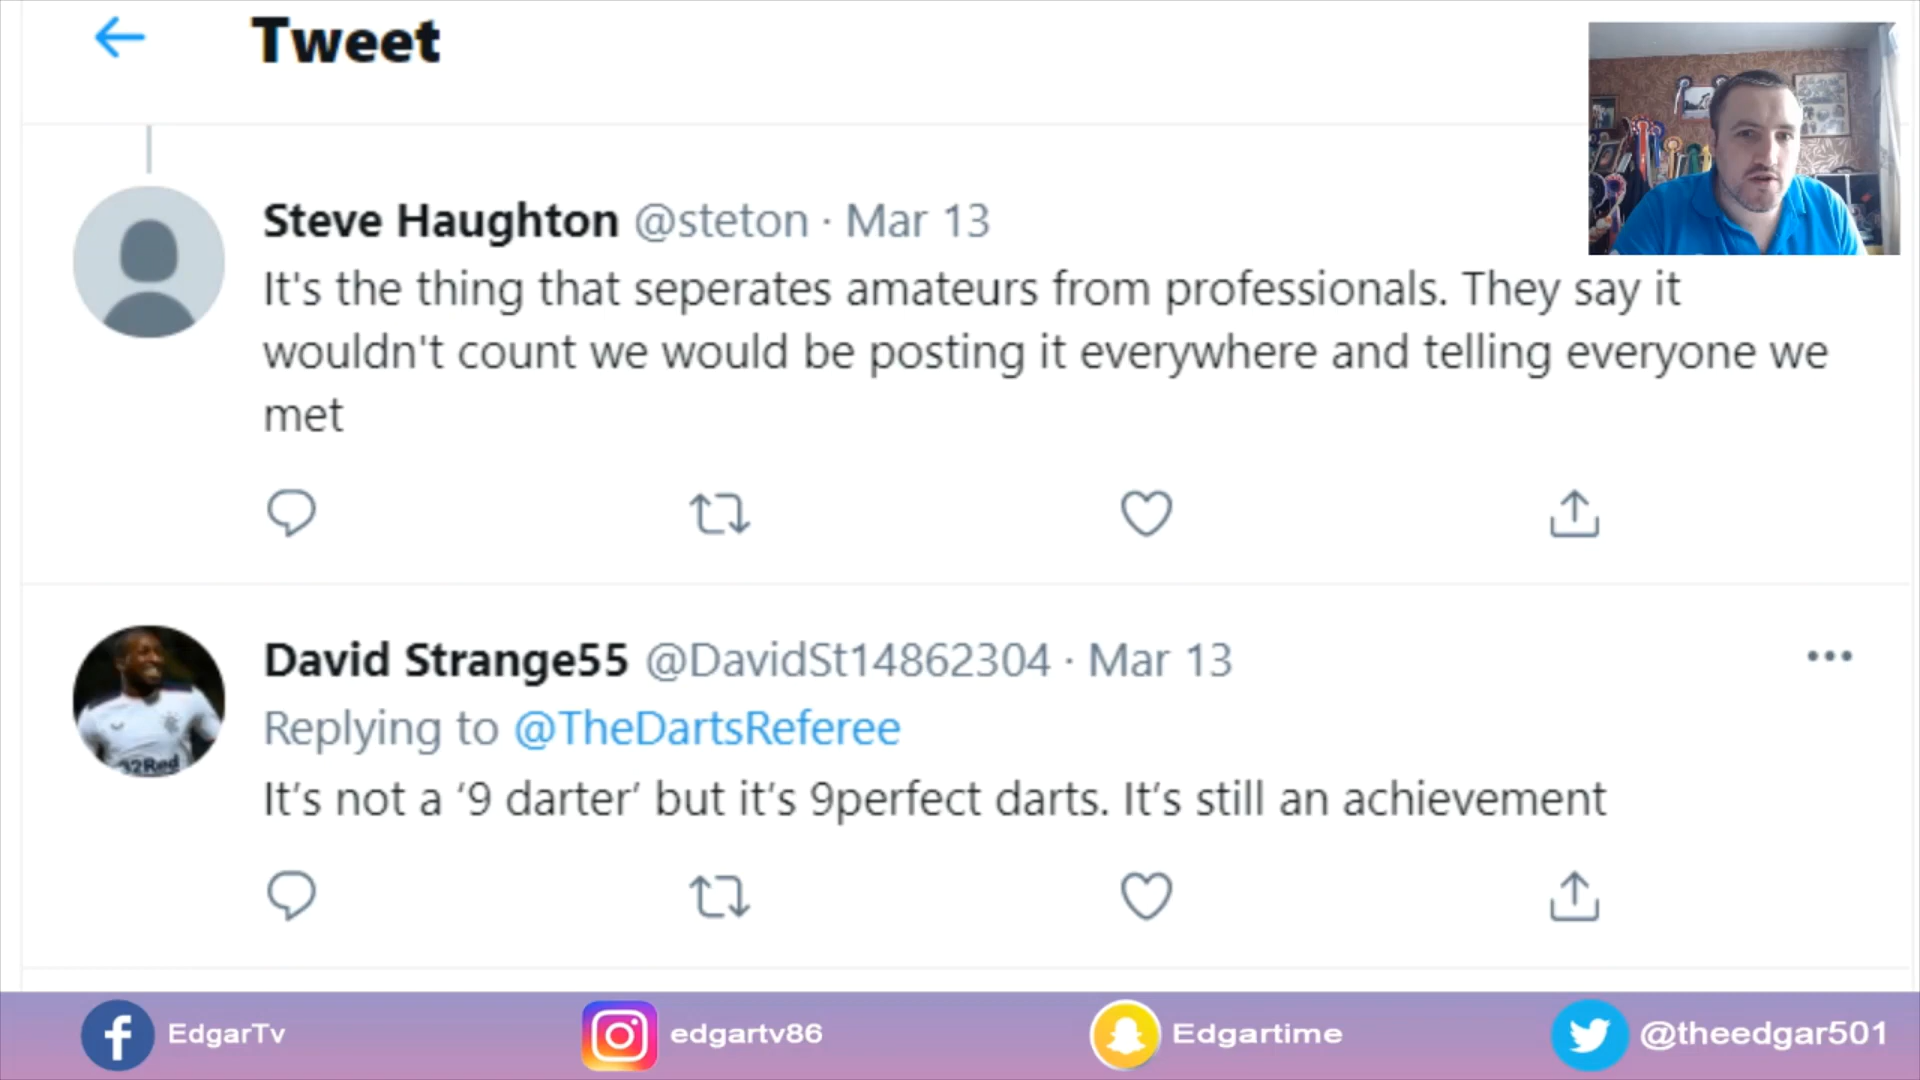 Tweet
Steve Haughton @steton · Mar 13
It's the thing that seperates amateurs from professionals. They say it
wouldn't count we would be posting it everywhere and telling everyone we
met
David Strange55 @DavidSt14862304 · Mar 13
Replying to @TheDartsReferee
It’s not a ‘9 darter’ but it’s 9perfect darts. It’s still an achievement
32Red
EdgarTv
edgartv86
Edgartime
@theedgar501